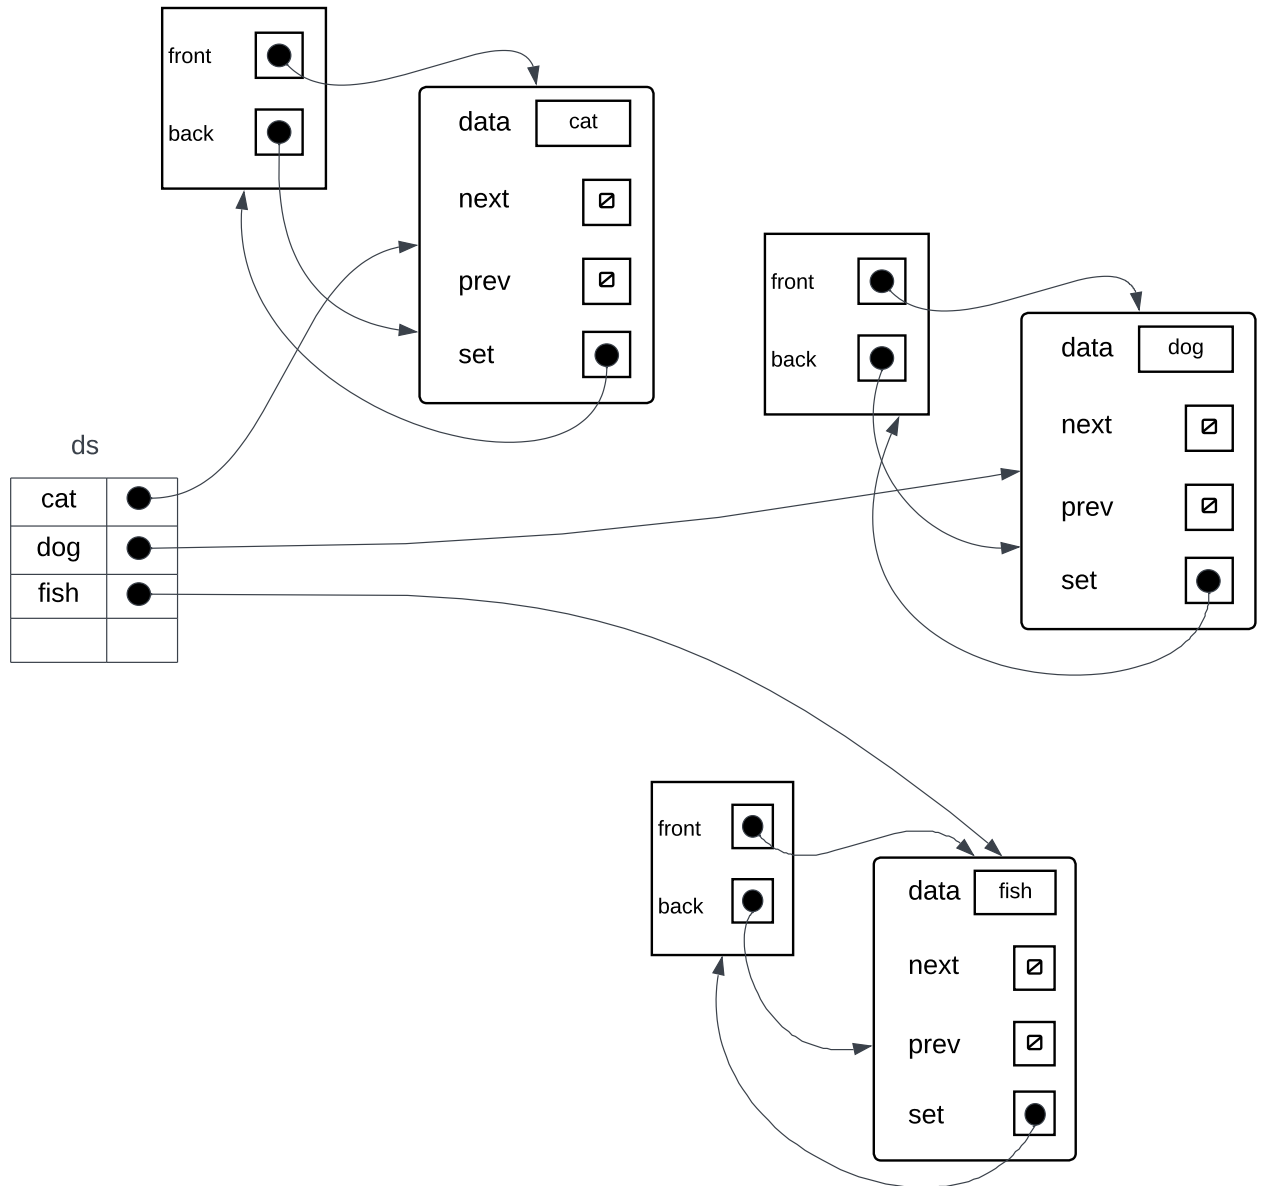 front
back
data cat
next
prev
set
front
back
data dog
next
prev
set
ds
cat
dog
fish
front
back
data fish
next
prev
set